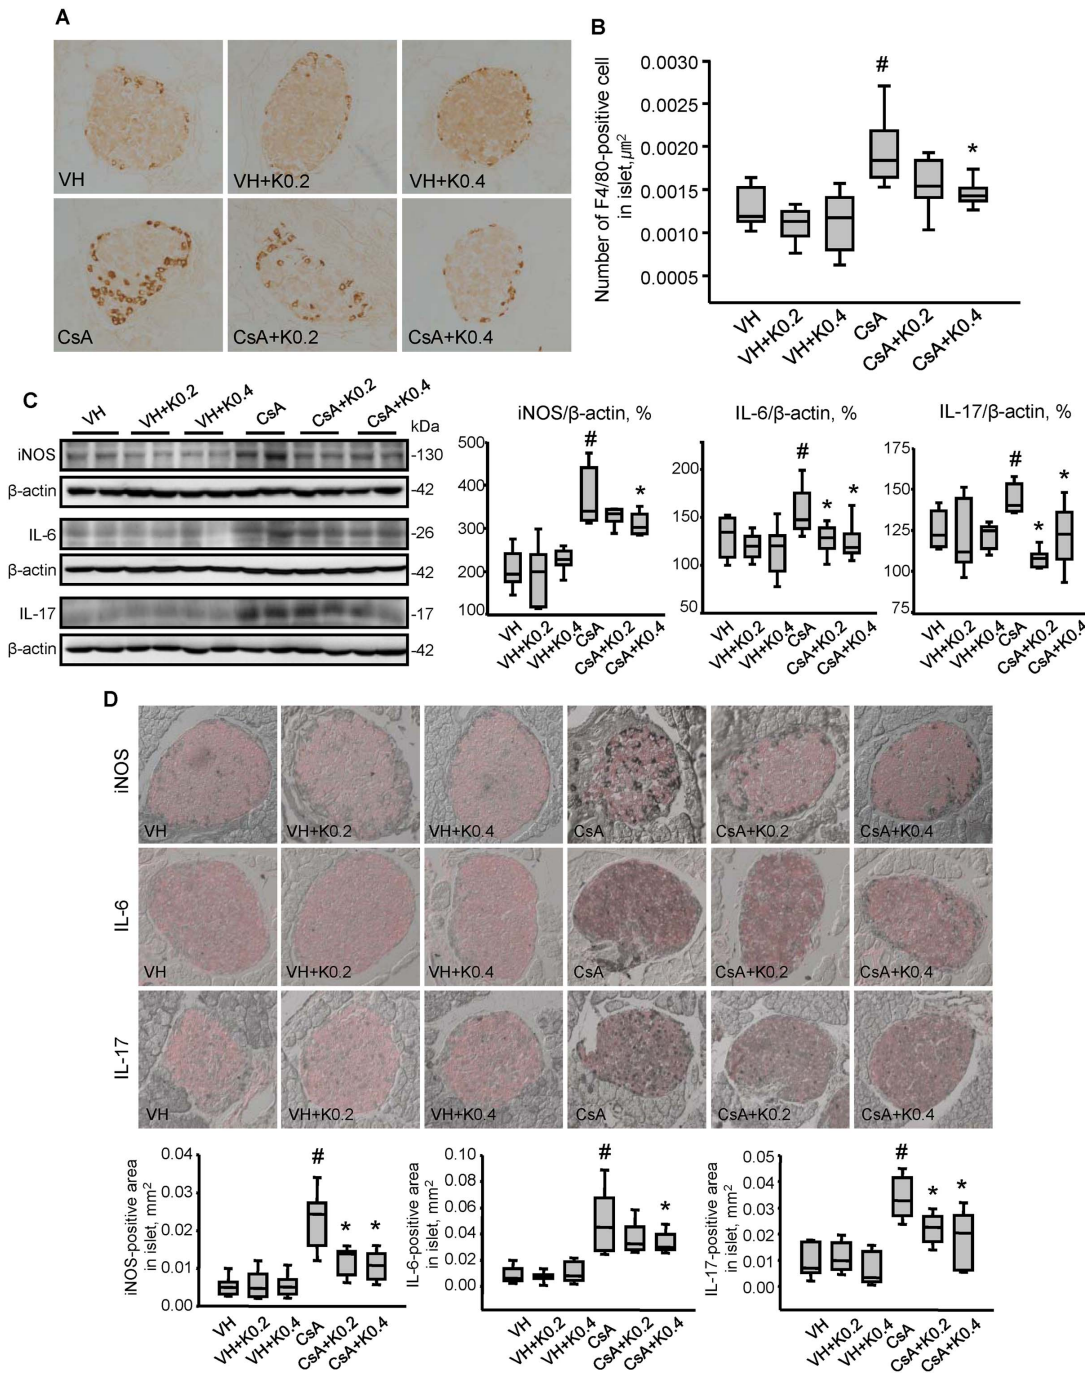 A
VH
VH+K0.2
VH+K0.4
CsA
CsA+K0.2
CsA+K0.4
B
Number of F4/80-positive cell
in islet, μm²
0.0030
0.0025
0.0020
0.0015
0.0010
0.0005
#
*
VH
VH+K0.2
VH+K0.4
CsA
CsA+K0.2
CsA+K0.4
C
VH
VH+K0.2
VH+K0.4
CsA
CsA+K0.2
CsA+K0.4
kDa
iNOS
-130
β-actin
-42
IL-6
-26
β-actin
-42
IL-17
-17
β-actin
-42
iNOS/β-actin, %
500
400
300
200
100
#
*
VH
VH+K0.2
VH+K0.4
CsA
CsA+K0.2
CsA+K0.4
IL-6/β-actin, %
200
150
100
50
#
*
*
VH
VH+K0.2
VH+K0.4
CsA
CsA+K0.2
CsA+K0.4
IL-17/β-actin, %
175
150
125
100
75
#
*
*
VH
VH+K0.2
VH+K0.4
CsA
CsA+K0.2
CsA+K0.4
D
iNOS
VH
VH+K0.2
VH+K0.4
CsA
CsA+K0.2
CsA+K0.4
IL-6
VH
VH+K0.2
VH+K0.4
CsA
CsA+K0.2
CsA+K0.4
IL-17
VH
VH+K0.2
VH+K0.4
CsA
CsA+K0.2
CsA+K0.4
iNOS-positive area
in islet, mm²
0.04
0.03
0.02
0.01
0.00
#
*
*
VH
VH+K0.2
VH+K0.4
CsA
CsA+K0.2
CsA+K0.4
IL-6-positive area
in islet, mm²
0.10
0.08
0.06
0.04
0.02
0.00
#
*
VH
VH+K0.2
VH+K0.4
CsA
CsA+K0.2
CsA+K0.4
IL-17-positive area
in islet, mm²
0.05
0.04
0.03
0.02
0.01
0.00
#
*
*
VH
VH+K0.2
VH+K0.4
CsA
CsA+K0.2
CsA+K0.4